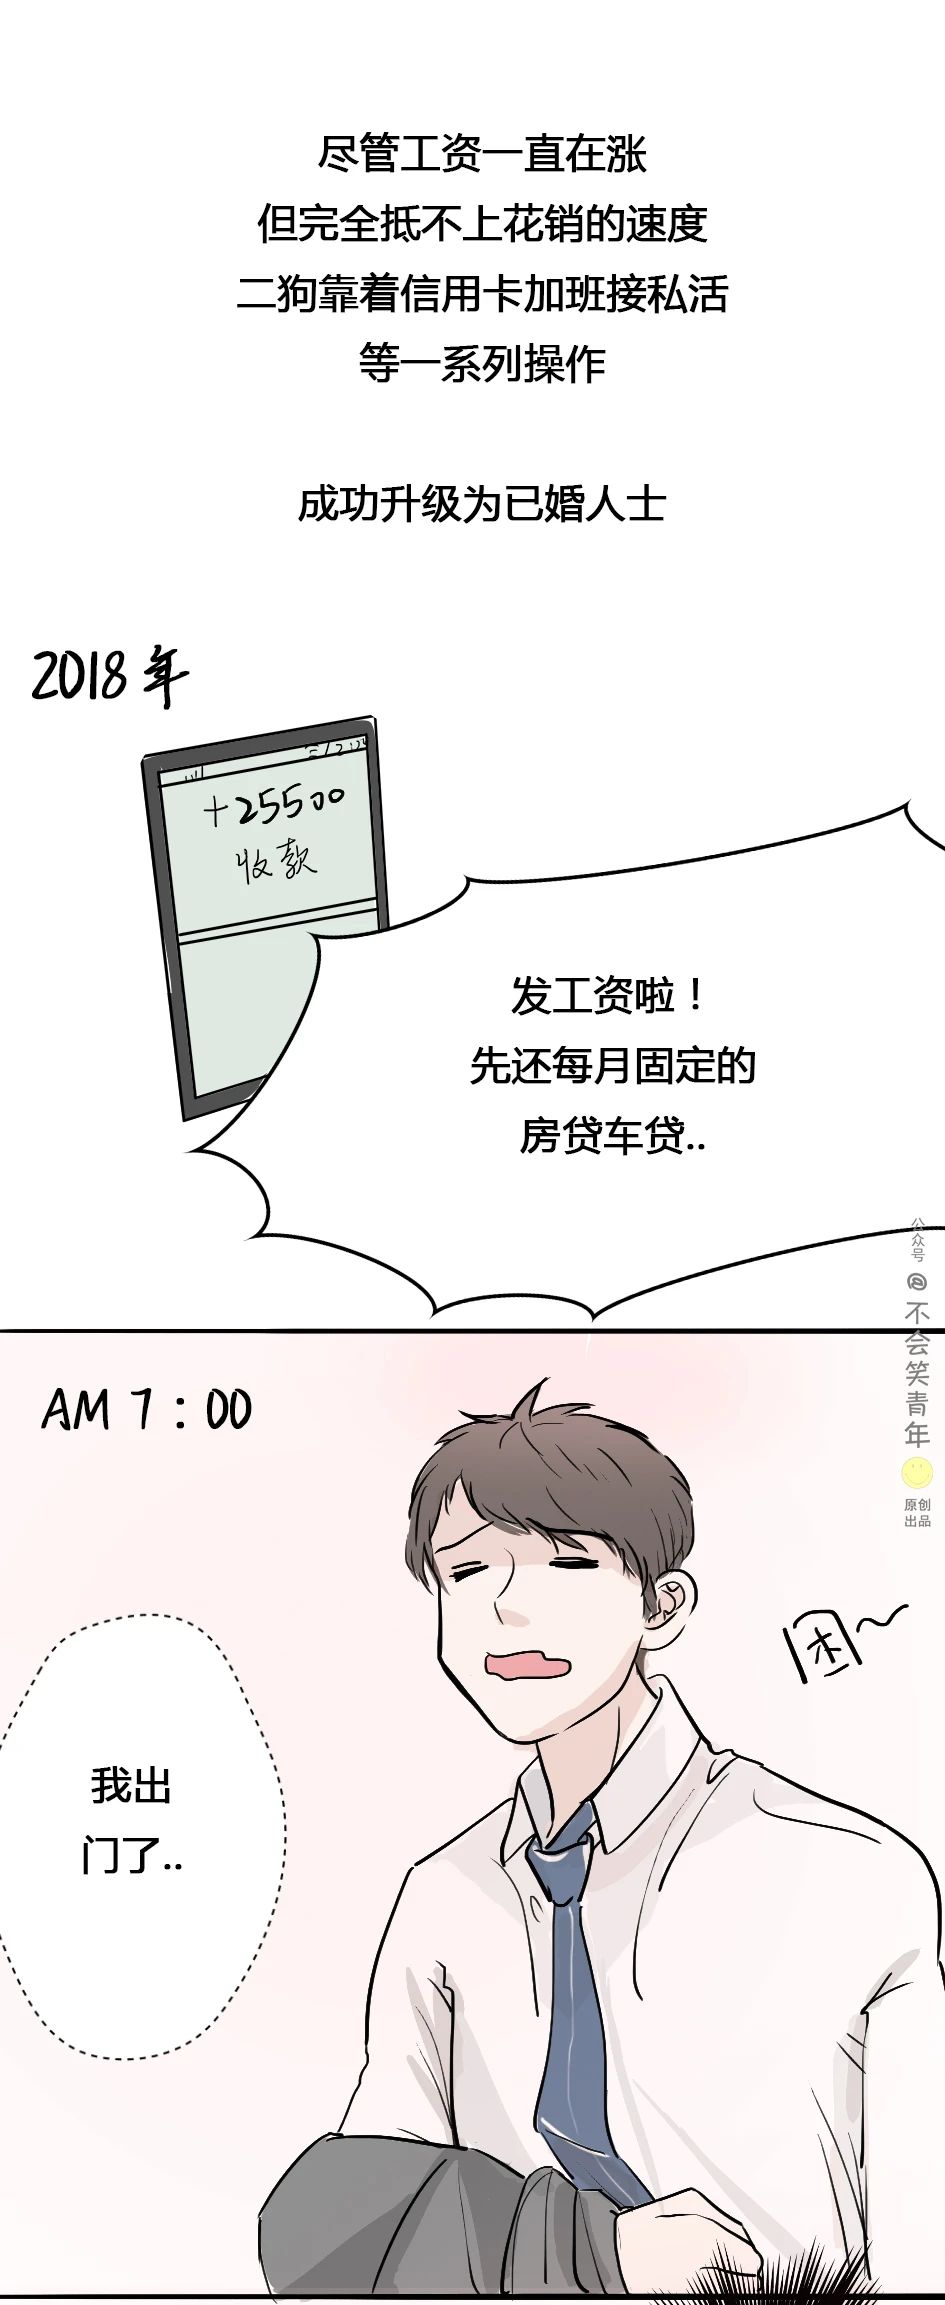 尽管工资一直在涨
但完全抵不上花销的速度
二狗靠着信用卡加班接私活
等一系列操作
成功升级为已婚人士
2018年
+25500
收款
发工资啦！
先还每月固定的
房贷车贷..
公众号
@不会笑青年
原创
出品
AM 7:00
困~
我出
门了..